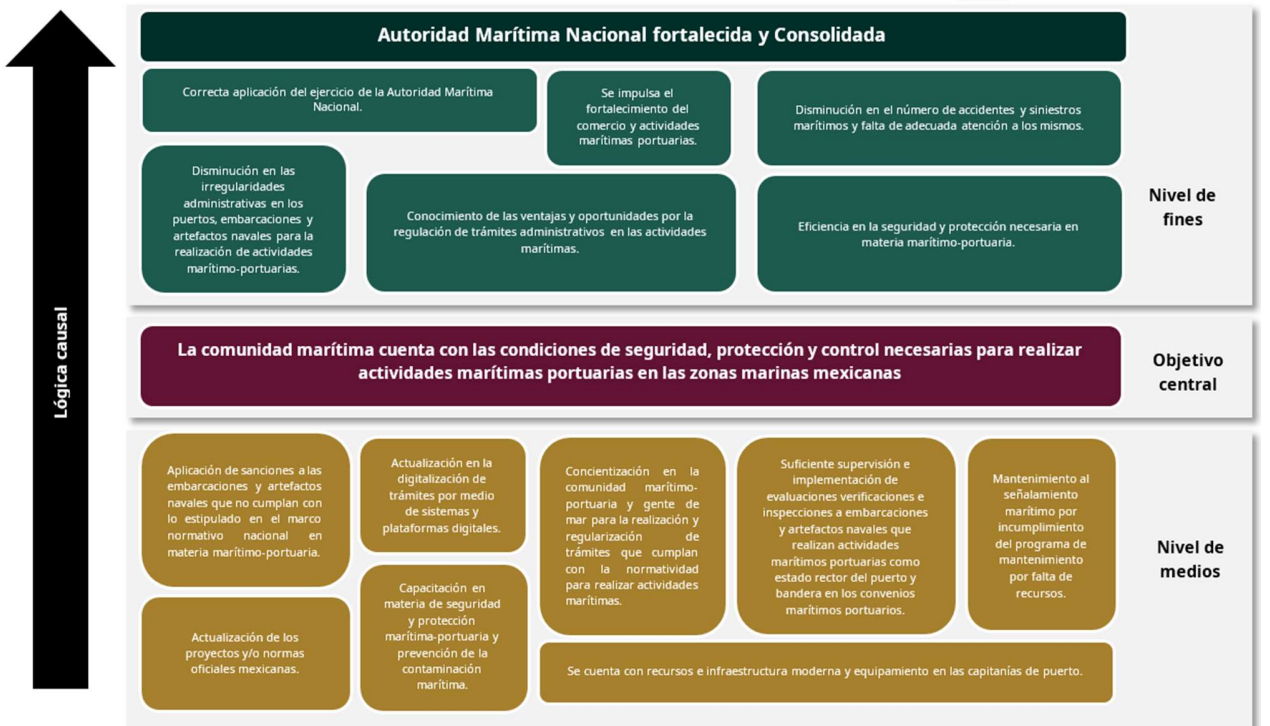 Autoridad Marítima Nacional fortalecida y Consolidada
Correcta aplicación del ejercicio de la Autoridad Marítima
Nacional.
Se impulsa el
fortalecimiento del
comercio y actividades
marítimas portuarias.
Disminución en el número de accidentes y siniestros
marítimos y falta de adecuada atención a los mismos.
Disminución en las
irregularidades
administrativas en los
puertos, embarcaciones y
artefactos navales para la
realización de actividades
marítimo-portuarias.
Conocimiento de las ventajas y oportunidades por la
regulación de trámites administrativos en las actividades
marítimas.
Eficiencia en la seguridad y protección necesaria en
materia marítimo-portuaria.
Nivel de
fines
Lógica causal
La comunidad marítima cuenta con las condiciones de seguridad, protección y control necesarias para realizar
actividades marítimas portuarias en las zonas marinas mexicanas
Objetivo
central
Aplicación de sanciones a las
embarcaciones y artefactos
navales que no cumplan con
lo estipulado en el marco
normativo nacional en
materia marítimo-portuaria.
Actualización en la
digitalización de
trámites por medio
de sistemas y
plataformas digitales.
Concientización en la
comunidad marítimo-
portuaria y gente de
mar para la realización y
regularización de
trámites que cumplan
con la normatividad
para realizar actividades
marítimas.
Suficiente supervisión e
implementación de
evaluaciones verificaciones e
inspecciones a embarcaciones
y artefactos navales que
realizan actividades
marítimos portuarias como
estado rector del puerto y
bandera en los convenios
marítimos portuarios.
Mantenimiento al
señalamiento
marítimo por
incumplimiento
del programa de
mantenimiento
por falta de
recursos.
Nivel de
medios
Actualización de los
proyectos y/o normas
oficiales mexicanas.
Capacitación en
materia de seguridad
y protección
marítima-portuaria y
prevención de la
contaminación
marítima.
Se cuenta con recursos e infraestructura moderna y equipamiento en las capitanías de puerto.